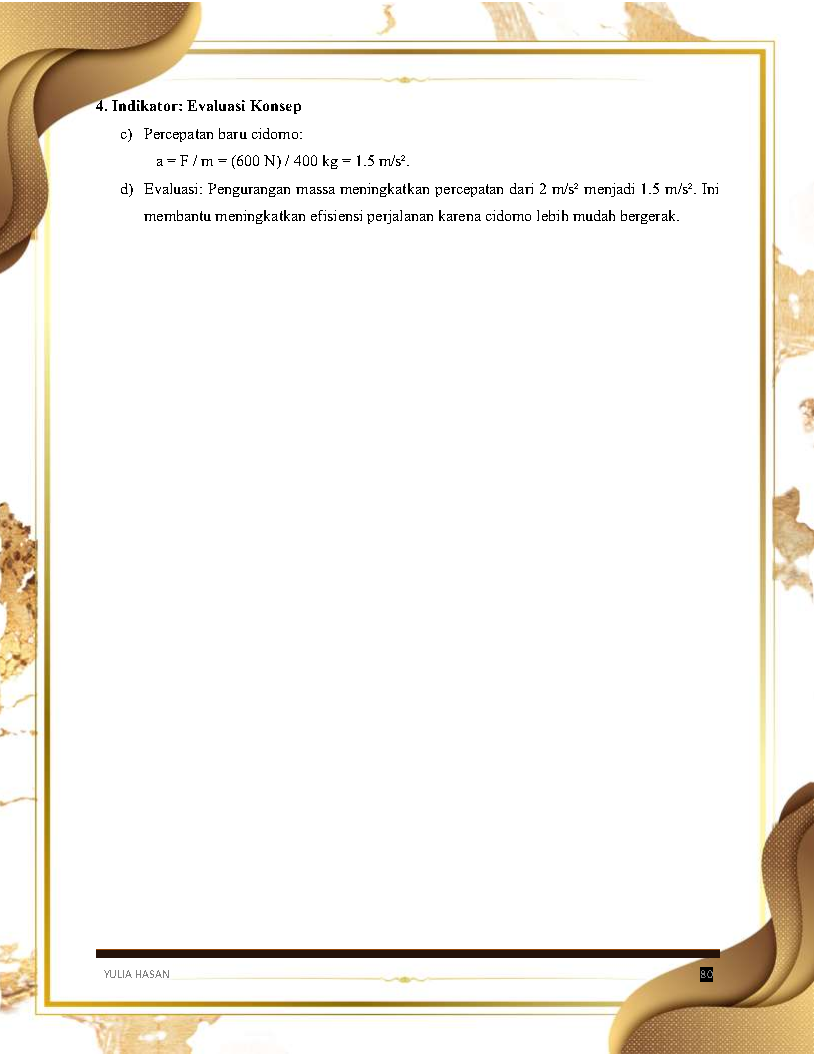 4. Indikator: Evaluasi Konsep
c) Percepatan baru cidomo:
a = F / m = (600 N) / 400 kg = 1.5 m/s².
d) Evaluasi: Pengurangan massa meningkatkan percepatan dari 2 m/s² menjadi 1.5 m/s². Ini
membantu meningkatkan efisiensi perjalanan karena cidomo lebih mudah bergerak.
YULIA HASAN
80